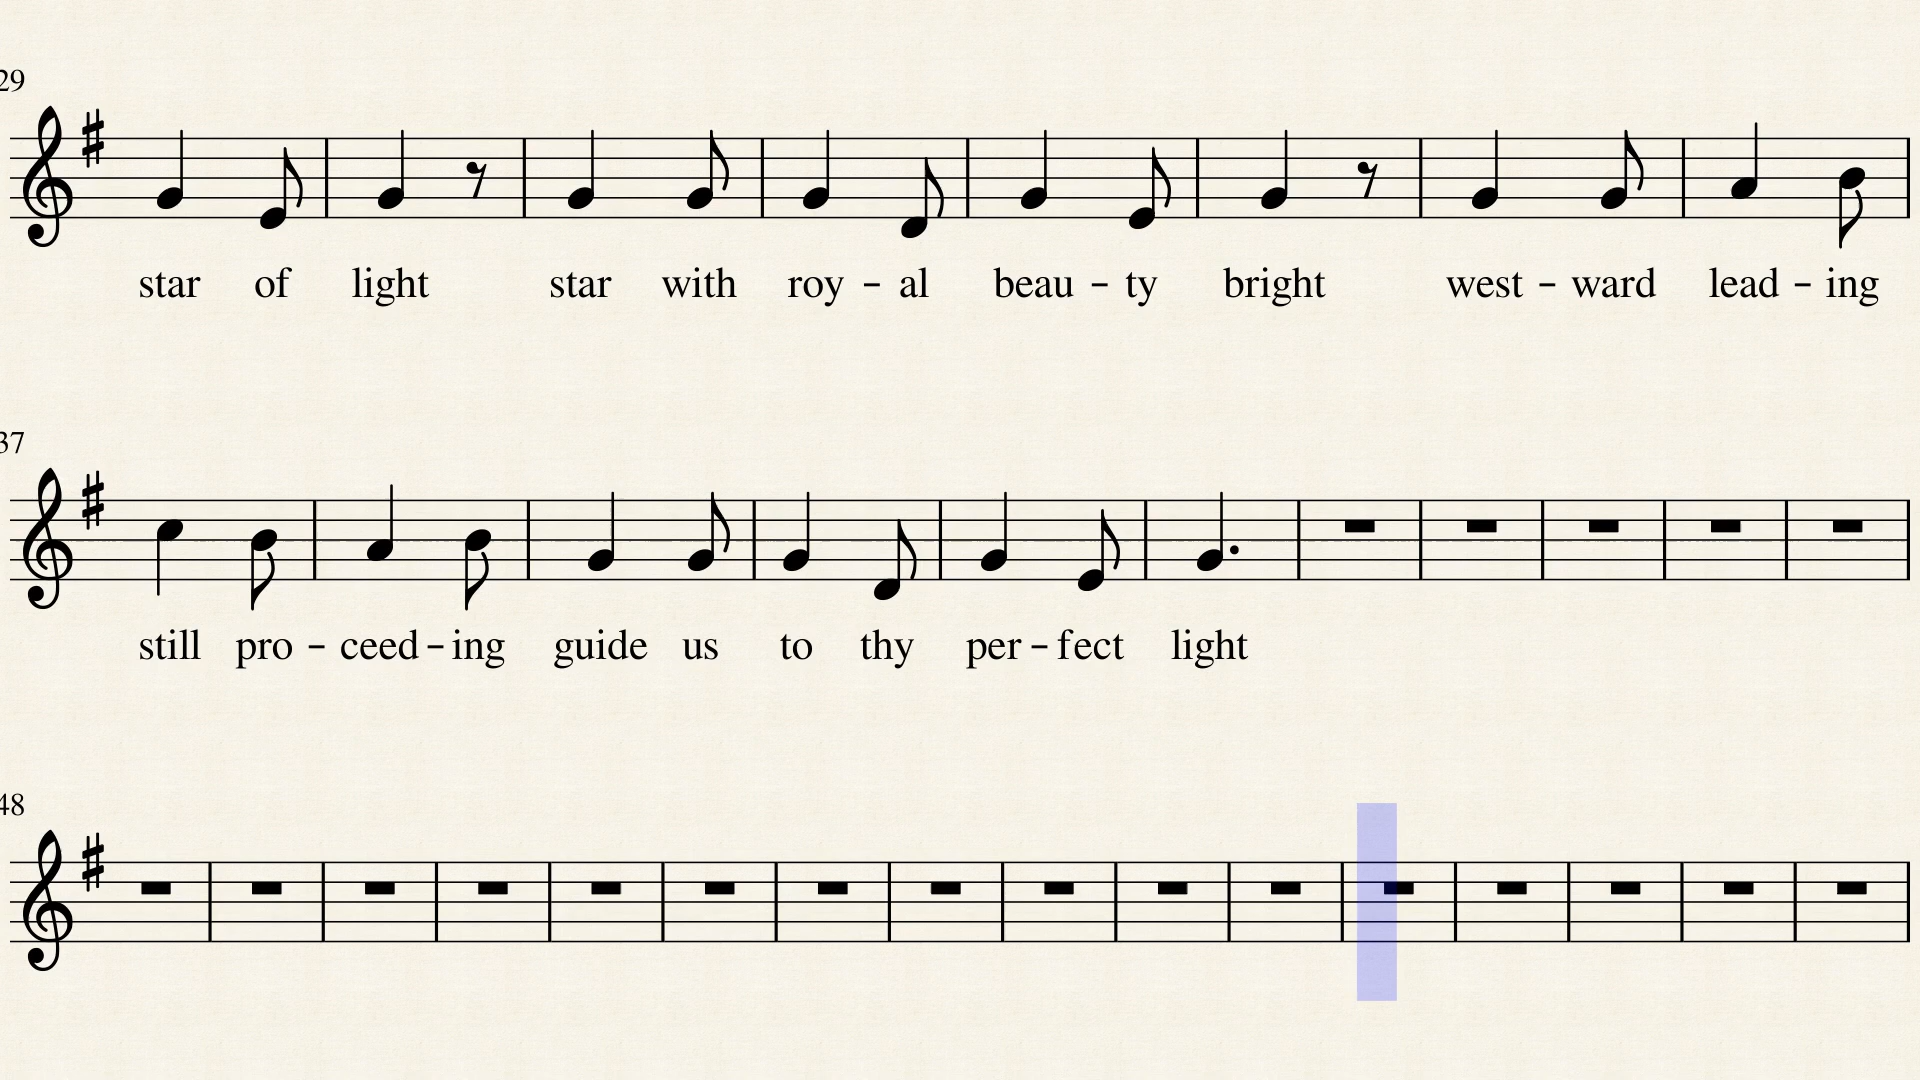 29
star of light star with roy - al beau - ty bright west - ward lead - ing
37
still pro - ceed - ing guide us to thy per - fect light
48